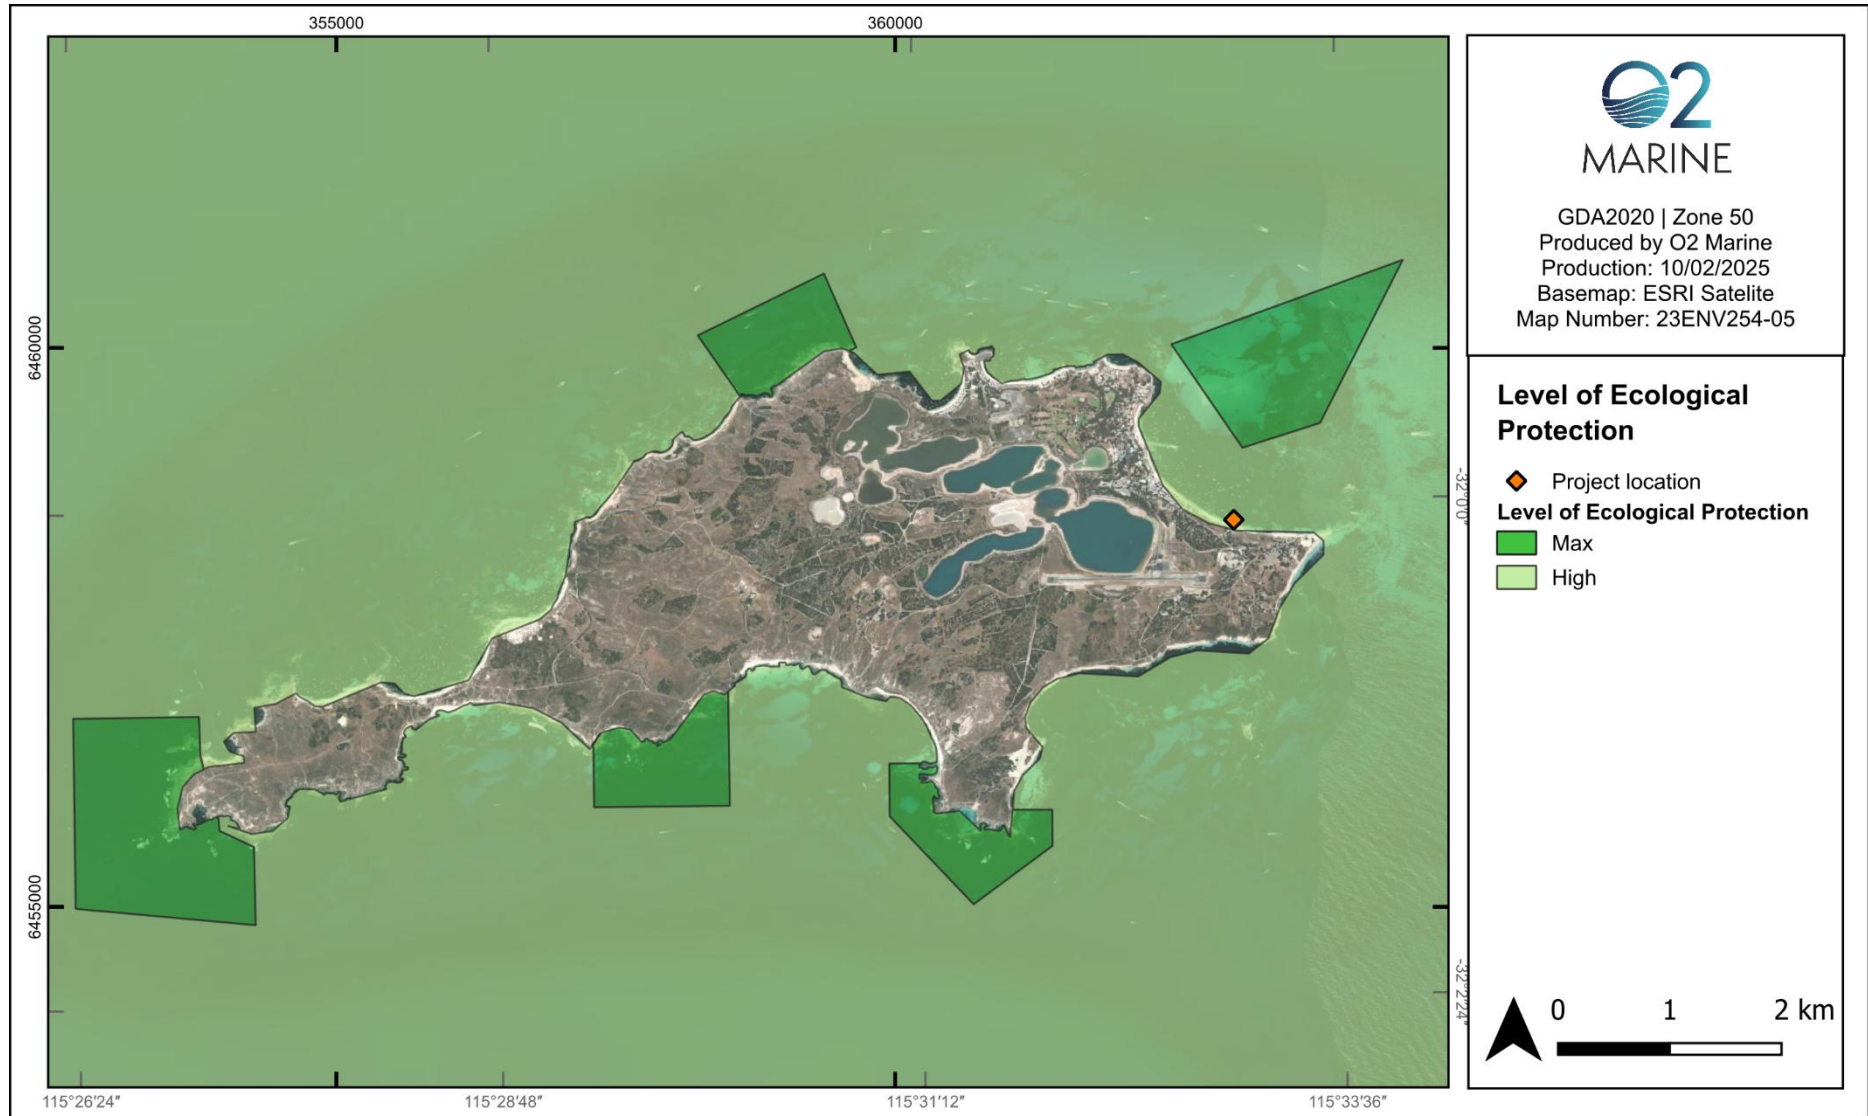 355000
360000
6460000
6455000
-32°0'0"
-32°2'24"
115°26'24"
115°28'48"
115°31'12"
115°33'36"
O2
MARINE
GDA2020 | Zone 50
Produced by O2 Marine
Production: 10/02/2025
Basemap: ESRI Satelite
Map Number: 23ENV254-05
Level of Ecological
Protection
Project location
Level of Ecological Protection
Max
High
0 1 2 km